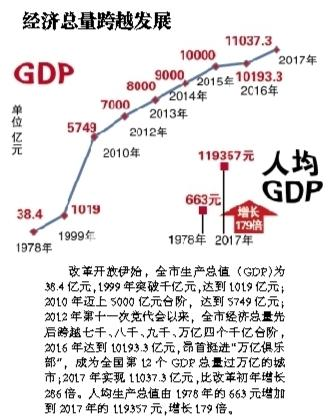 经济总量跨越发展
GDP
单位 亿元
11037.3
10000
9000
8000
7000
5749
1019
38.4
10193.3
2017年
2016年
2015年
2014年
2013年
2012年
2010年
1999年
1978年
119357元
人均
GDP
663元
增长
179倍
1978年
2017年
改革开放伊始，全市生产总值（GDP)为
38.4亿元,1999年突破千亿元,达到1019亿元；
2010年迈上5000亿元台阶，达到5749亿元；
2012年第十一次党代会以来，全市经济总量先
后跨越七千、八千、九千、万亿四个千亿台阶，
2016年达到10193.3亿元,昂首挺进“万亿俱乐
部”，成为全国第12个GDP总量过万亿的城
市；2017年实现11037.3亿元,比改革初年增长
286倍。人均生产总值由1978年的663元增加
到2017年的119357元,增长179倍。